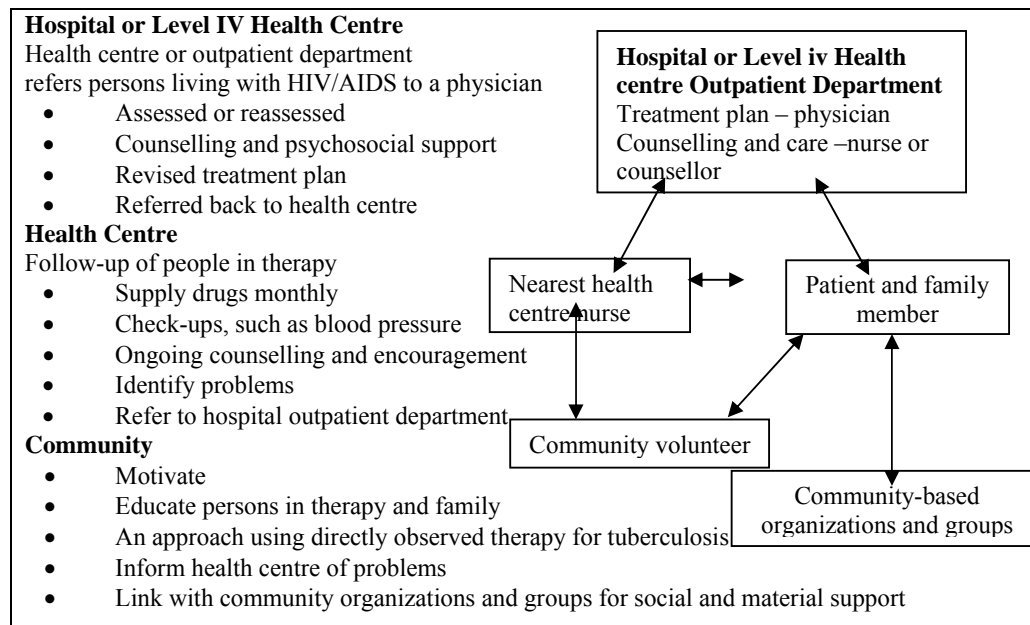 Hospital or Level IV Health Centre
Health centre or outpatient department
refers persons living with HIV/AIDS to a physician
• Assessed or reassessed
• Counselling and psychosocial support
• Revised treatment plan
• Referred back to health centre
Health Centre
Follow-up of people in therapy
• Supply drugs monthly
• Check-ups, such as blood pressure
• Ongoing counselling and encouragement
• Identify problems
• Refer to hospital outpatient department
Community
• Motivate
• Educate persons in therapy and family
• An approach using directly observed therapy for tuberculosis
• Inform health centre of problems
• Link with community organizations and groups for social and material support
Hospital or Level iv Health
centre Outpatient Department
Treatment plan – physician
Counselling and care –nurse or
counsellor
Nearest health
centre nurse
Patient and family
member
Community volunteer
Community-based
organizations and groups